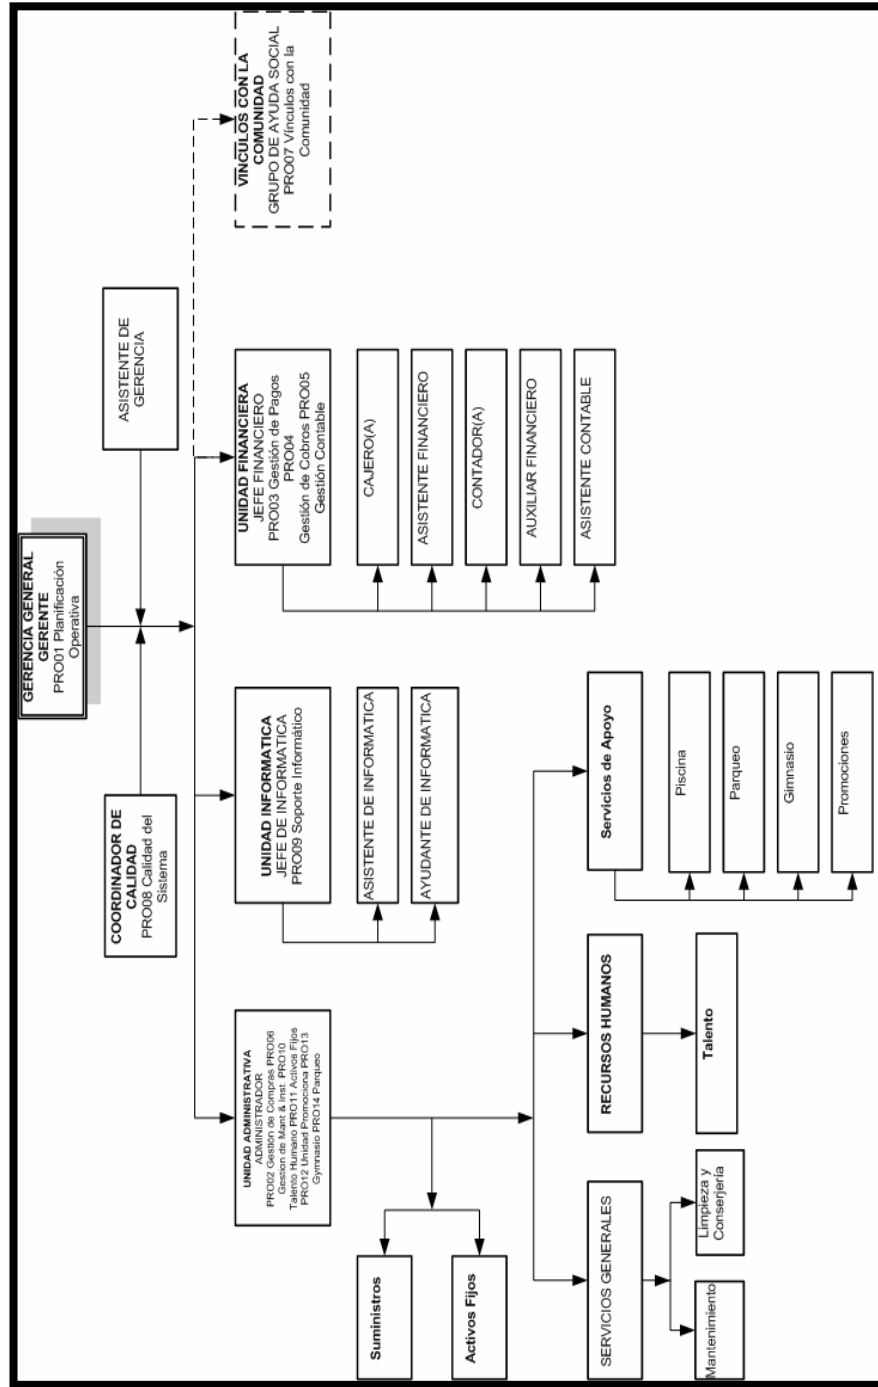 GERENCIA GENERAL
GERENTE
PRO01 Planificación
Operativa
COORDINADOR DE
CALIDAD
PRO08 Calidad del
Sistema
ASISTENTE DE
GERENCIA
UNIDAD ADMINISTRATIVA
ADMINISTRADOR
PRO02 Gestión de Compras PRO06
Gestion de Mant & Inst. PRO10
Talento Humano PRO11 Activos Fijos
PRO12 Unidad Promociona PRO13
Gymnasio PRO14 Parqueo
UNIDAD INFORMATICA
JEFE DE INFORMATICA
PRO09 Soporte Informático
UNIDAD FINANCIERA
JEFE FINANCIERO
PRO03 Gestión de Pagos
PRO04
Gestión de Cobros PRO05
Gestión Contable
VINCULOS CON LA
COMUNIDAD
GRUPO DE AYUDA SOCIAL
PRO07 Vínculos con la
Comunidad
Suministros
Activos Fijos
ASISTENTE DE INFORMATICA
AYUDANTE DE INFORMATICA
CAJERO(A)
ASISTENTE FINANCIERO
CONTADOR(A)
AUXILIAR FINANCIERO
ASISTENTE CONTABLE
SERVICIOS GENERALES
RECURSOS HUMANOS
Servicios de Apoyo
Mantenimiento
Limpieza y
Conserjería
Talento
Piscina
Parqueo
Gimnasio
Promociones